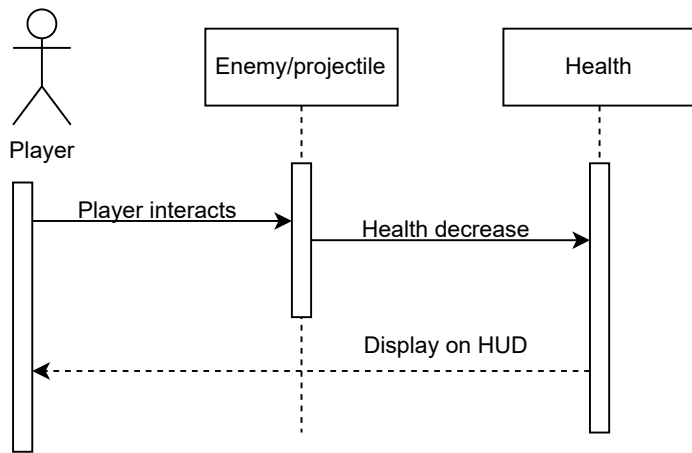 Enemy/projectile
Health
Player
Player interacts
Health decrease
Display on HUD